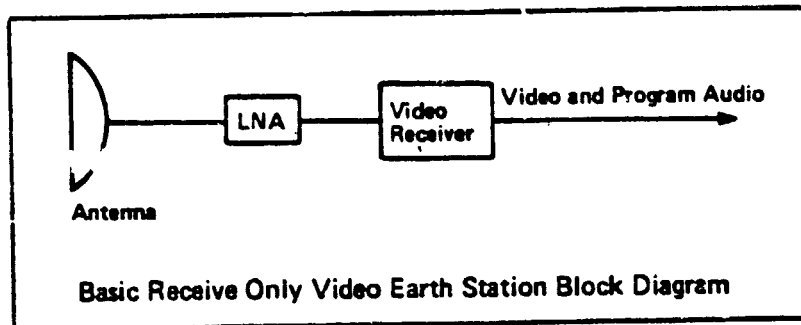 LNA
Video
Receiver
Video and Program Audio
Antenna
Basic Receive Only Video Earth Station Block Diagram